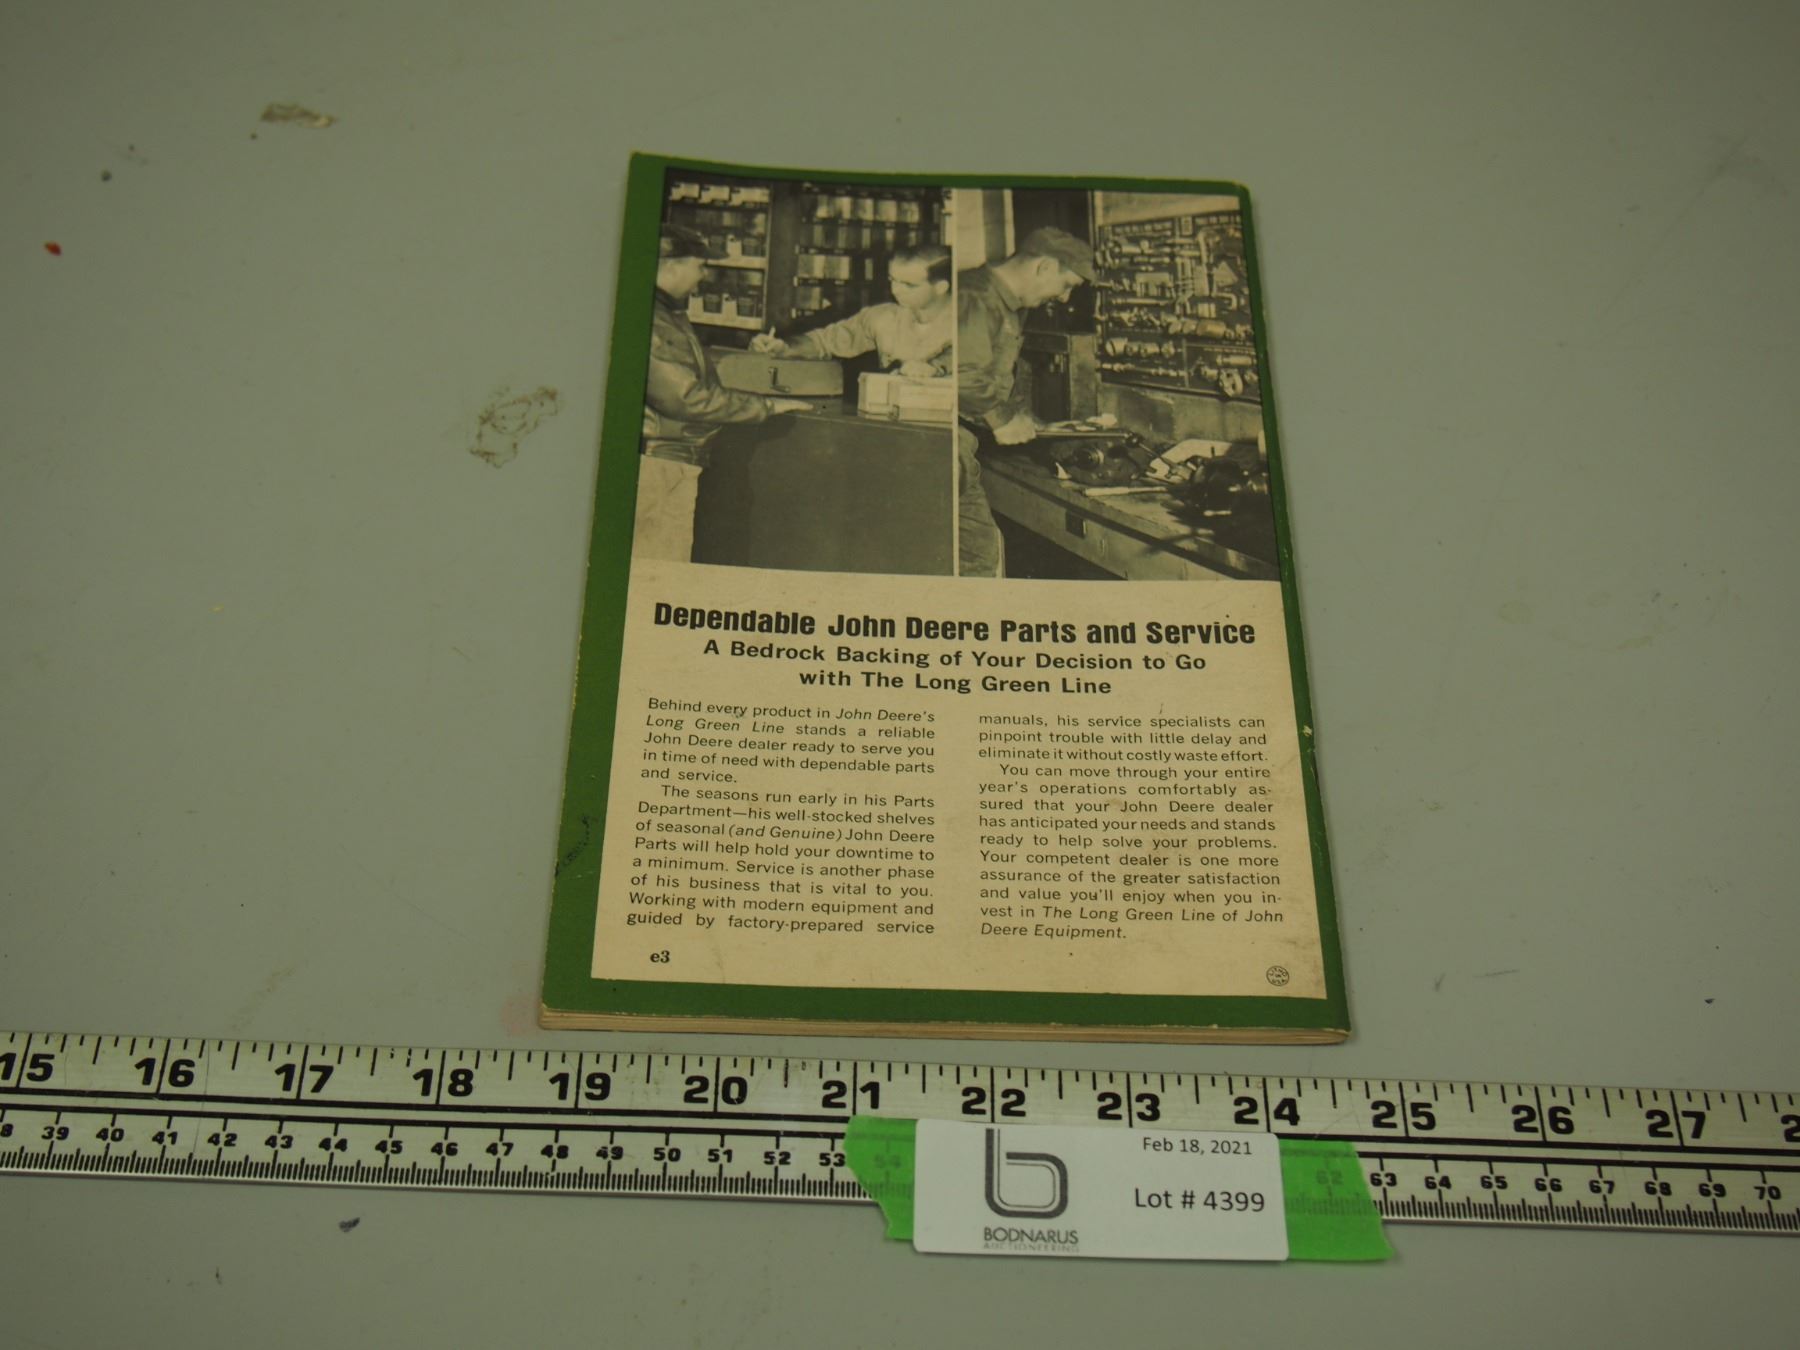 Dependable John Deere Parts and Service
A Bedrock Backing of Your Decision to Go
with The Long Green Line
Behind every product in John Deere's
Long Green Line stands a reliable
John Deere dealer ready to serve you
in time of need with dependable parts
and service.
The seasons run early in his Parts
Department—his well-stocked shelves
of seasonal (and Genuine) John Deere
Parts will help hold your downtime to
a minimum. Service is another phase
of his business that is vital to you.
Working with modern equipment and
guided by factory-prepared service
manuals, his service specialists can
pinpoint trouble with little delay and
eliminate it without costly waste effort.
You can move through your entire
year's operations comfortably as-
sured that your John Deere dealer
has anticipated your needs and stands
ready to help solve your problems.
Your competent dealer is one more
assurance of the greater satisfaction
and value you'll enjoy when you in-
vest in The Long Green Line of John
Deere Equipment.
e3
LITHO IN USA
15 16 17 18 19 20 21 22 23 24 25 26 27 2
8 39 40 41 42 43 44 45 46 47 48 49 50 51 52 53 54 62 63 64 65 66 67 68 69 70
Feb 18, 2021
Lot # 4399
BODNARUS
AUCTIONEERING